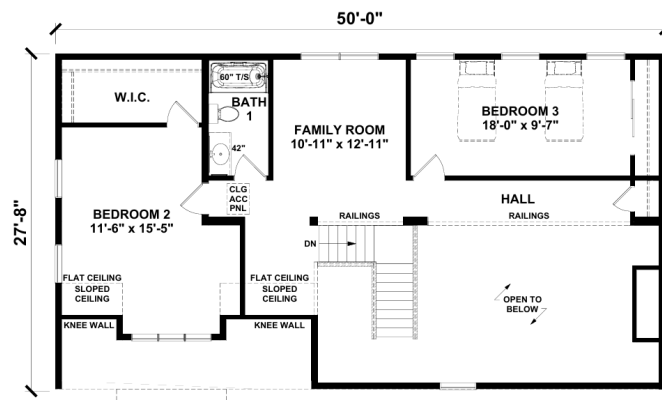 50'-0"
27'-8"
W.I.C.
60" T/S
BATH
1
42"
FAMILY ROOM
10'-11" x 12'-11"
BEDROOM 3
18'-0" x 9'-7"
BEDROOM 2
11'-6" x 15'-5"
CLG
ACC
PNL
HALL
RAILINGS
RAILINGS
DN
FLAT CEILING
SLOPED
CEILING
FLAT CEILING
SLOPED
CEILING
OPEN TO
BELOW
KNEE WALL
KNEE WALL